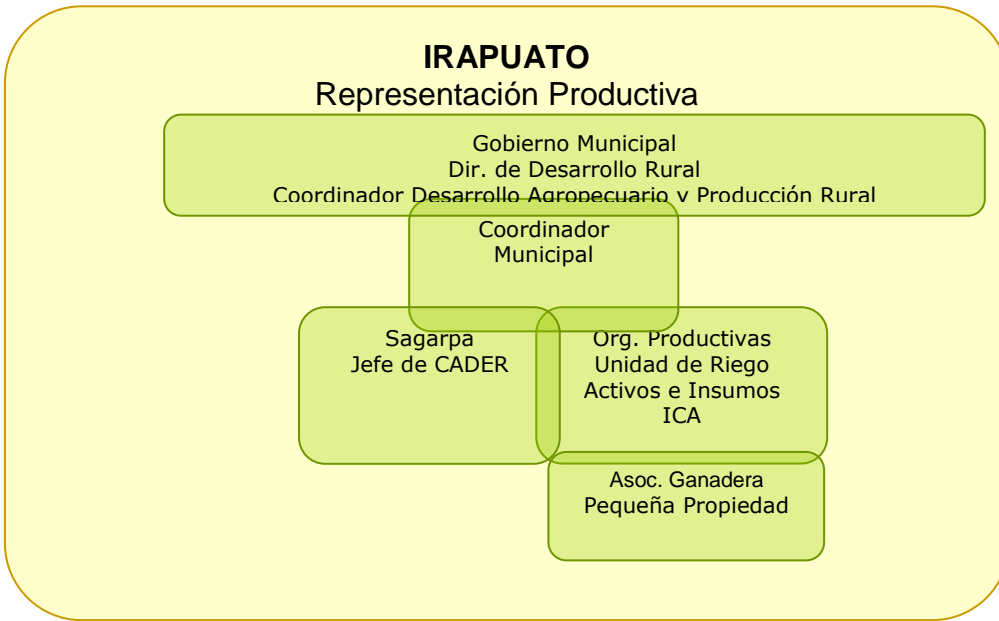 IRAPUATO
Representación Productiva
Gobierno Municipal
Dir. de Desarrollo Rural
Coordinador Desarrollo Agropecuario y Producción Rural
Coordinador
Municipal
Sagarpa
Jefe de CADER
Org. Productivas
Unidad de Riego
Activos e Insumos
ICA
Asoc. Ganadera
Pequeña Propiedad